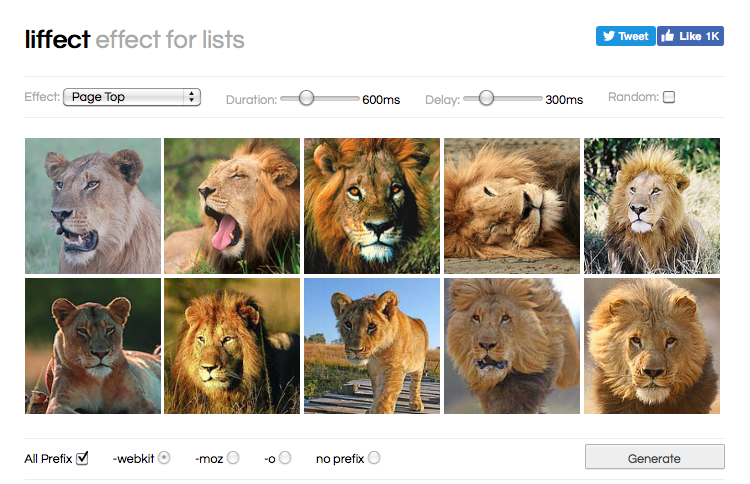 liffect effect for lists
Tweet Like 1K
Effect: Page Top Duration: 600ms Delay: 300ms Random:
All Prefix -webkit -moz -o no prefix Generate